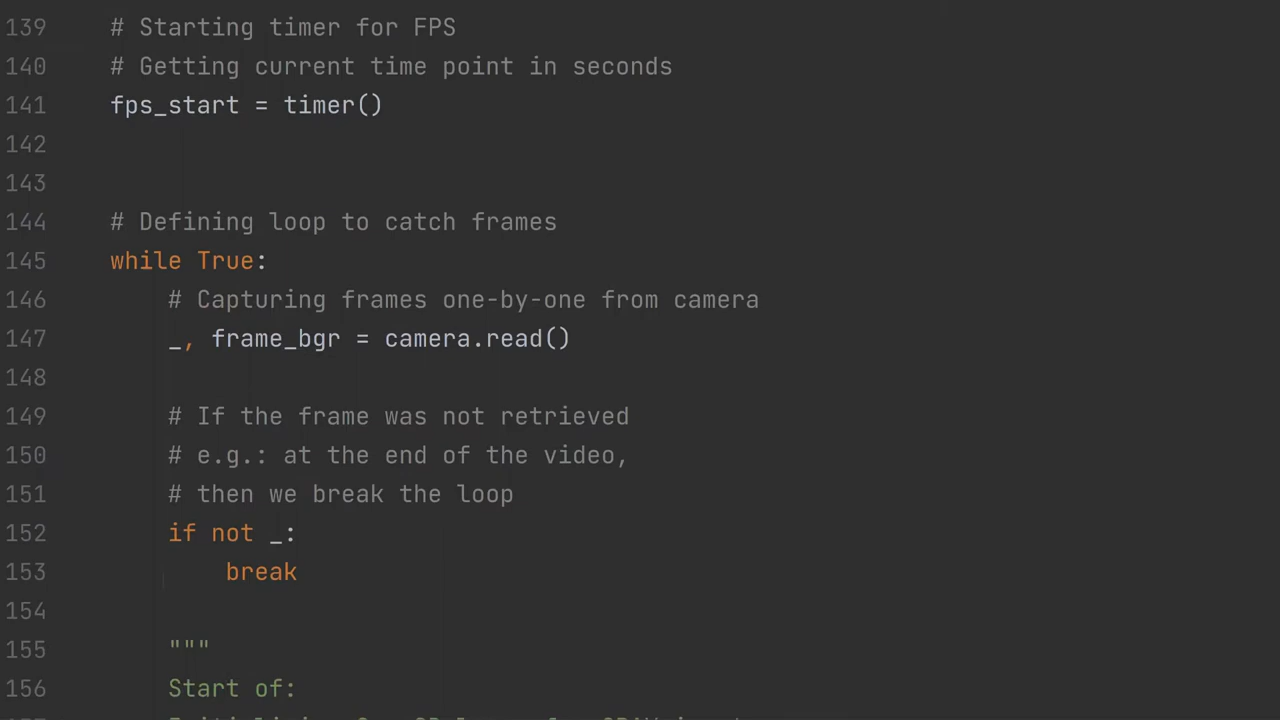 139 # Starting timer for FPS
140 # Getting current time point in seconds
141 fps_start = timer()
142
143
144 # Defining loop to catch frames
145 while True:
146 # Capturing frames one-by-one from camera
147 _, frame_bgr = camera.read()
148
149 # If the frame was not retrieved
150 # e.g.: at the end of the video,
151 # then we break the loop
152 if not _:
153 break
154
155 """
156 Start of: